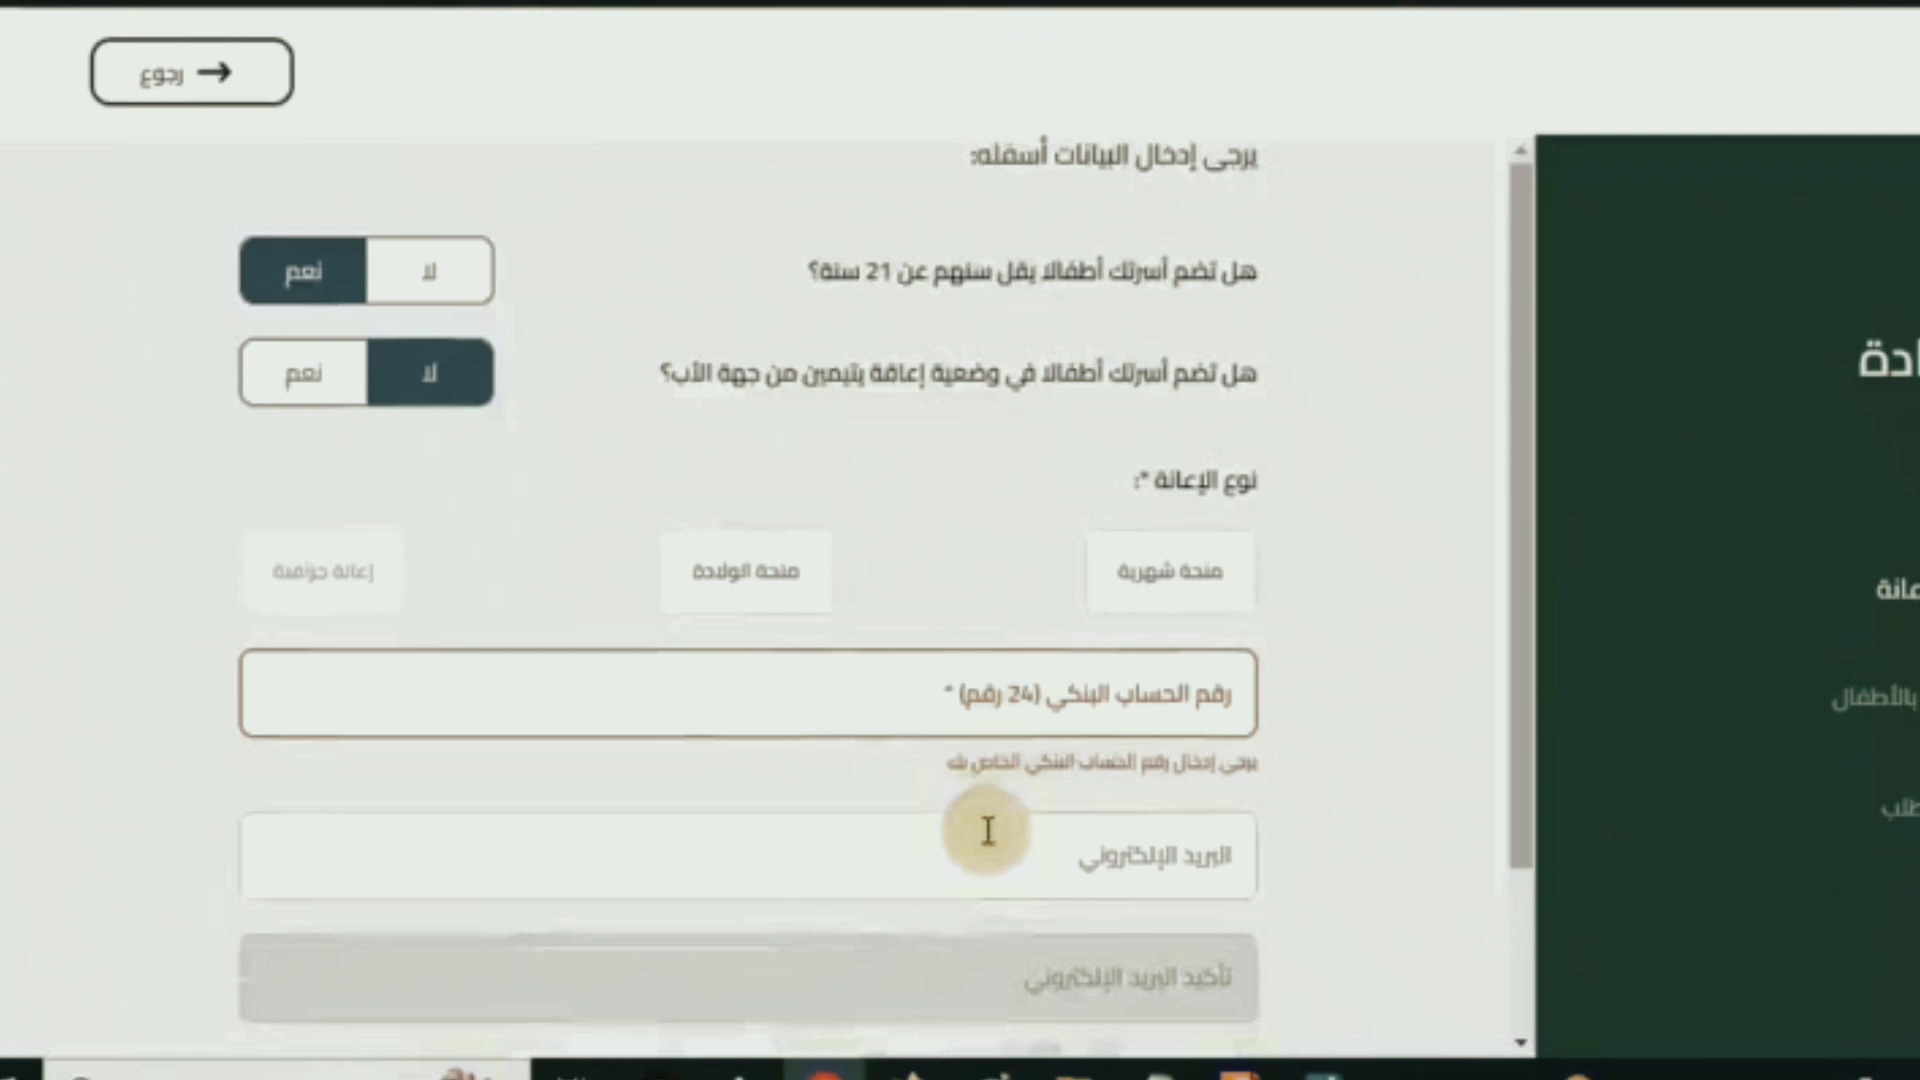 رجوع
يرجى إدخال البيانات أسفله:
هل تضم أسرتك أطفالا يقل سنهم عن 21 سنة؟
لا
نعم
هل تضم أسرتك أطفالا في وضعية إعاقة يتيمين من جهة الأب؟
لا
نعم
نوع الإعانة *:
منحة شهرية
منحة الولادة
إعانة جزافية
رقم الحساب البنكي (24 رقم) *
يرجى إدخال رقم الحساب البنكي الخاص بك
البريد الإلكتروني
تأكيد البريد الإلكتروني
بالأطفال